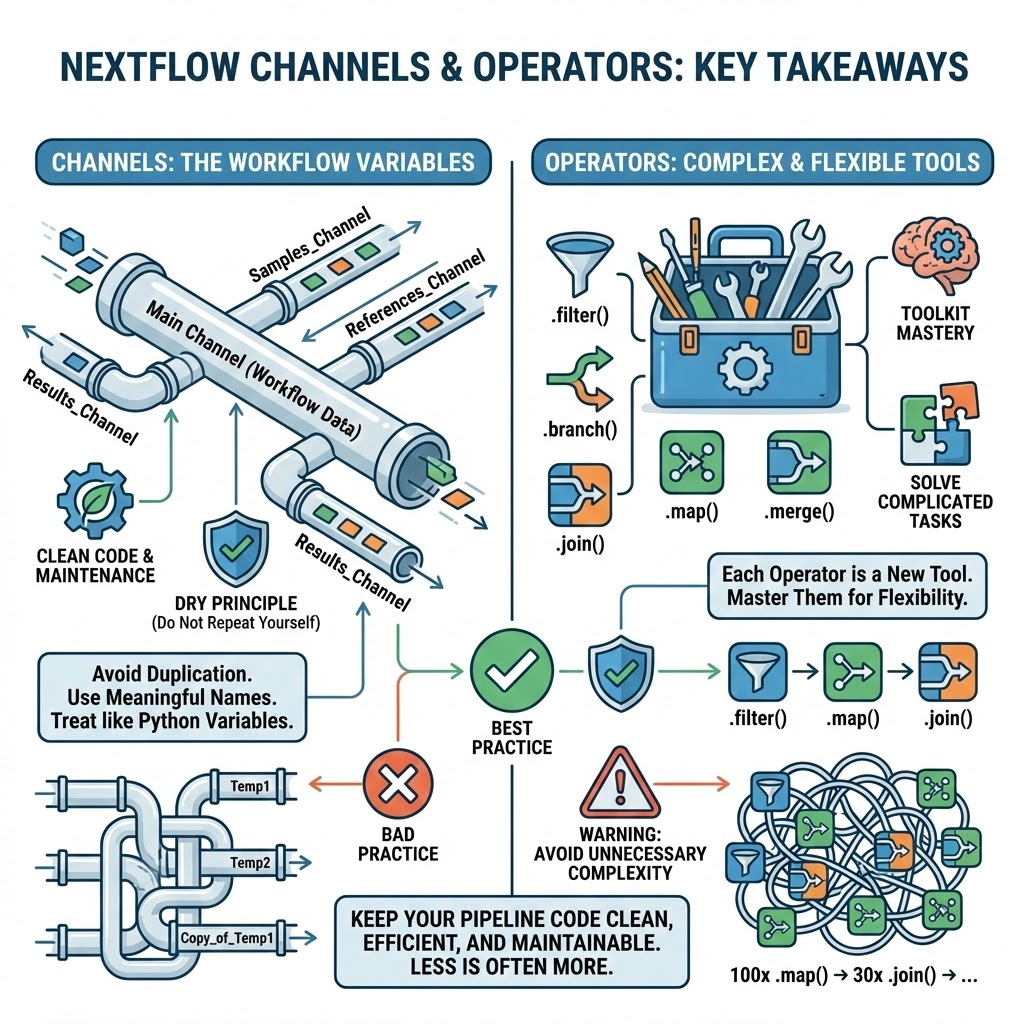 NEXTFLOW CHANNELS & OPERATORS: KEY TAKEAWAYS
CHANNELS: THE WORKFLOW VARIABLES
Samples_Channel
References_Channel
Main Channel (Workflow Data)
Results_Channel
CLEAN CODE &
MAINTENANCE
DRY PRINCIPLE
(Do Not Repeat Yourself)
Results_Channel
Avoid Duplication.
Use Meaningful Names.
Treat like Python Variables.
Temp1
Temp2
Copy_of_Temp1
BEST
PRACTICE
BAD
PRACTICE
OPERATORS: COMPLEX & FLEXIBLE TOOLS
.filter()
.branch()
.join()
.map()
.merge()
TOOLKIT
MASTERY
SOLVE
COMPLICATED
TASKS
Each Operator is a New Tool.
Master Them for Flexibility.
.filter()
.map()
.join()
WARNING:
AVOID UNNECESSARY
COMPLEXITY
100x .map() → 30x .join() → ...
KEEP YOUR PIPELINE CODE CLEAN,
EFFICIENT, AND MAINTAINABLE.
LESS IS OFTEN MORE.